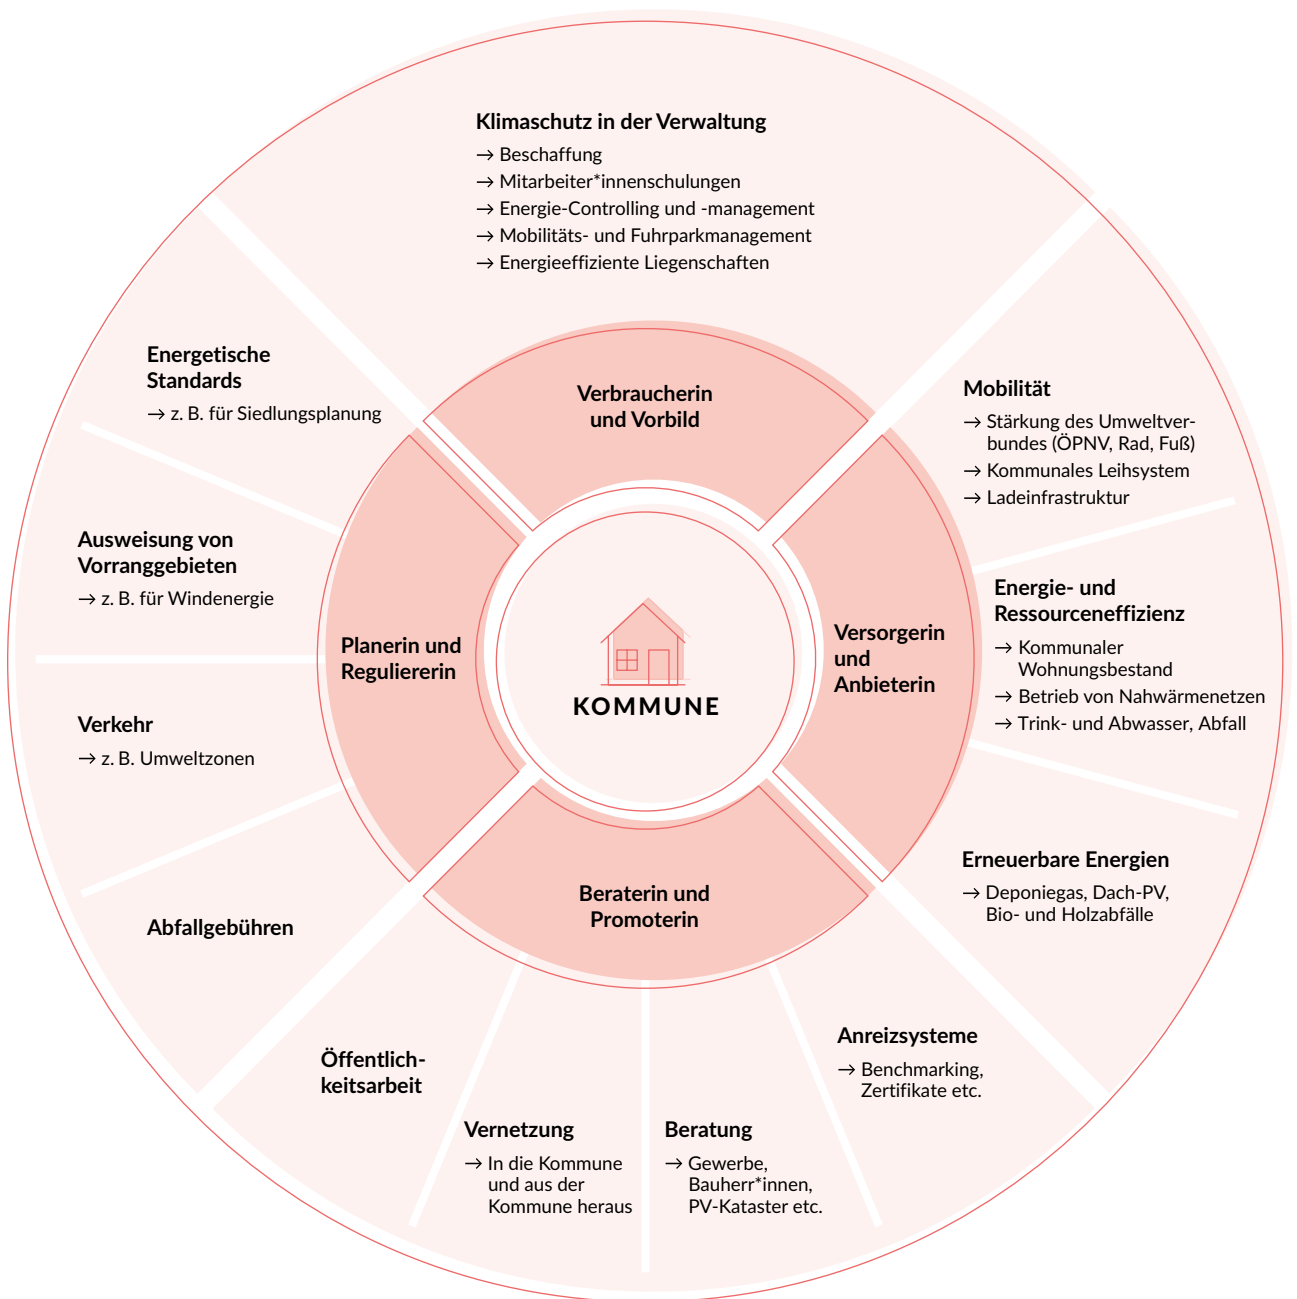 Klimaschutz in der Verwaltung
→ Beschaffung
→ Mitarbeiter*innenschulungen
→ Energie-Controlling und -management
→ Mobilitäts- und Fuhrparkmanagement
→ Energieeffiziente Liegenschaften
Verbraucherin
und Vorbild
Mobilität
→ Stärkung des Umweltver-
bundes (ÖPNV, Rad, Fuß)
→ Kommunales Leihsystem
→ Ladeinfrastruktur
Energie- und
Ressourceneffizienz
→ Kommunaler
Wohnungsbestand
→ Betrieb von Nahwärmenetzen
→ Trink- und Abwasser, Abfall
Erneuerbare Energien
→ Deponiegas, Dach-PV,
Bio- und Holzabfälle
Versorgerin
und
Anbieterin
KOMMUNE
Planerin und
Reguliererin
Energetische
Standards
→ z. B. für Siedlungsplanung
Ausweisung von
Vorranggebieten
→ z. B. für Windenergie
Verkehr
→ z. B. Umweltzonen
Abfallgebühren
Beraterin und
Promoterin
Öffentlich-
keitsarbeit
Vernetzung
→ In die Kommune
und aus der
Kommune heraus
Beratung
→ Gewerbe,
Bauherr*innen,
PV-Kataster etc.
Anreizsysteme
→ Benchmarking,
Zertifikate etc.